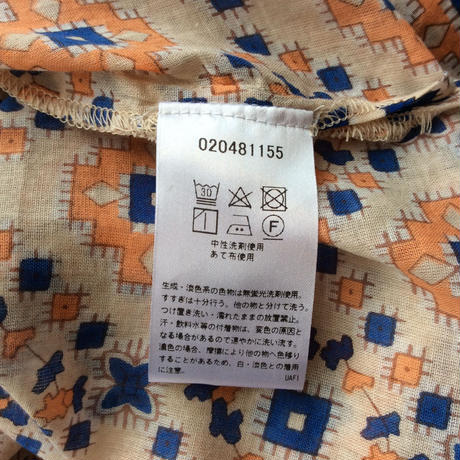 020481155
30
F
中性洗剤使用
あて布使用
生成・淡色系の色物は無蛍光洗剤使用。
すすぎは十分行う。他の物と分けて洗う。
つけ置き洗い・濡れたままの放置禁止。
汗・飲料水等の付着物は、変色の原因と
なる場合があるので速やかに洗い流す。
濃色の場合、摩擦により他の物へ色移り
することがあるため、白・淡色との着用
に注意。
UAFI